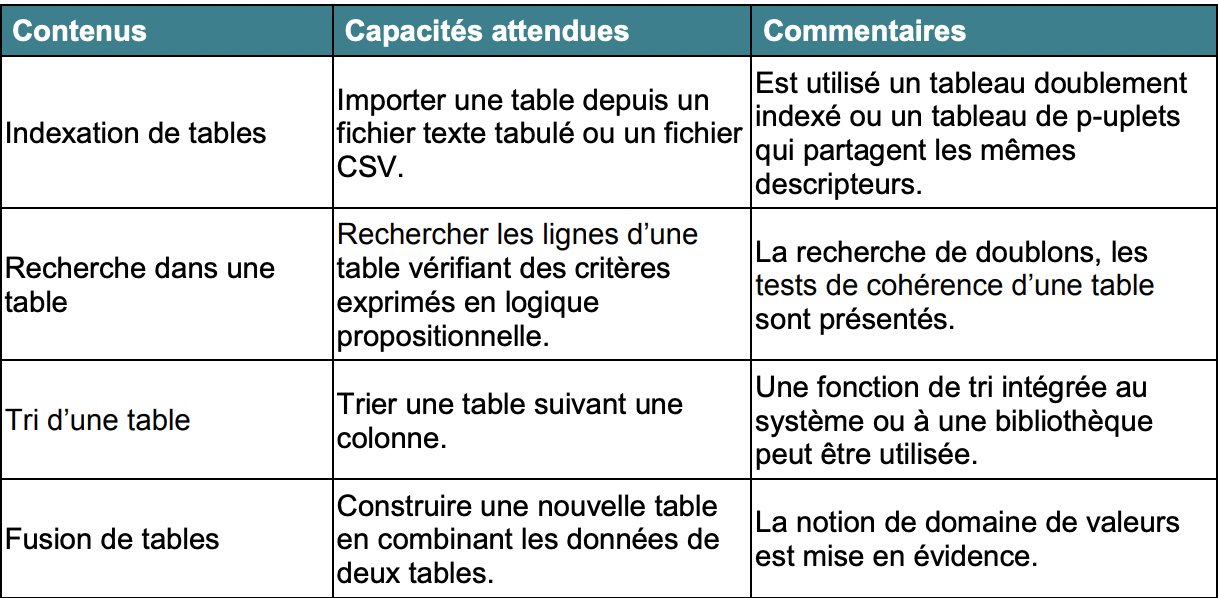 Contenus
Capacités attendues
Commentaires
Indexation de tables
Importer une table depuis un
fichier texte tabulé ou un fichier
CSV.
Est utilisé un tableau doublement
indexé ou un tableau de p-uplets
qui partagent les mêmes
descripteurs.
Recherche dans une
table
Rechercher les lignes d’une
table vérifiant des critères
exprimés en logique
propositionnelle.
La recherche de doublons, les
tests de cohérence d’une table
sont présentés.
Tri d’une table
Trier une table suivant une
colonne.
Une fonction de tri intégrée au
système ou à une bibliothèque
peut être utilisée.
Fusion de tables
Construire une nouvelle table
en combinant les données de
deux tables.
La notion de domaine de valeurs
est mise en évidence.